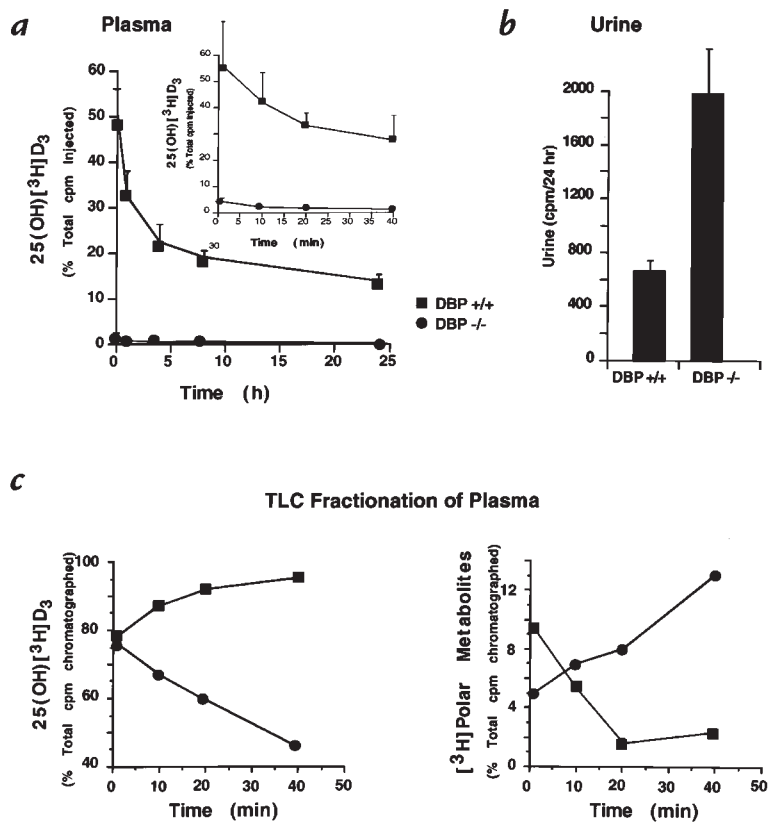 a
Plasma
25(OH)[³H]D₃
(% Total cpm Injected)
60
50
40
30
20
10
0
0
5
10
15
20
25
Time (h)
25(OH)[³H]D₃
(% Total cpm Injected)
60
50
40
30
20
10
0
0
5
10
15
20
25
30
35
40
30
Time (min)
DBP +/+
DBP -/-
b
Urine
Urine (cpm/24 hr)
2000
1600
1200
800
400
0
DBP +/+
DBP -/-
c
TLC Fractionation of Plasma
25(OH)[³H]D₃
(% Total cpm chromatographed)
100
80
60
40
0
10
20
30
40
50
Time (min)
[³H]Polar Metabolites
(% Total cpm chromatographed)
12
8
4
0
0
10
20
30
40
50
Time (min)